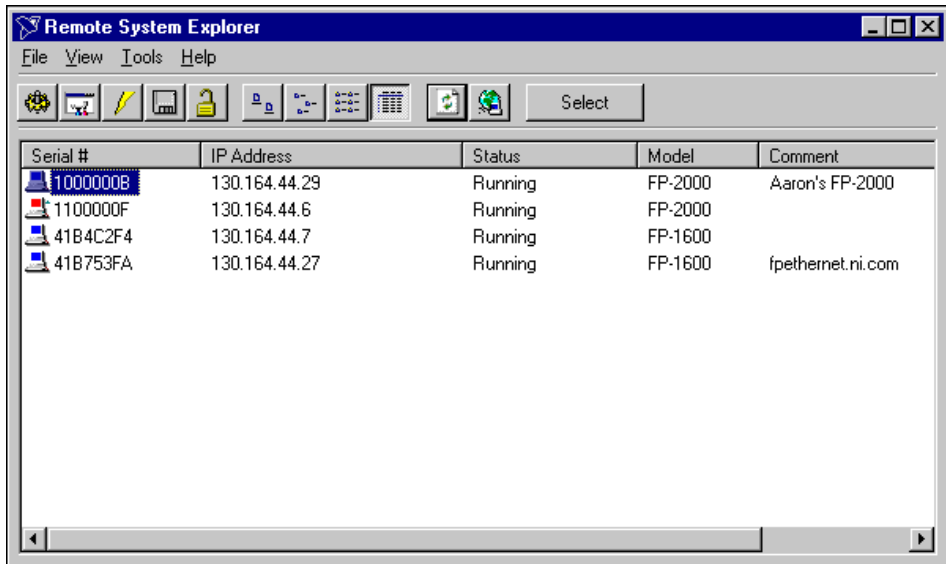 Remote System Explorer
File View Tools Help
Select
Serial # IP Address Status Model Comment
1000000B 130.164.44.29 Running FP-2000 Aaron's FP-2000
1100000F 130.164.44.6 Running FP-2000
41B4C2F4 130.164.44.7 Running FP-1600
41B753FA 130.164.44.27 Running FP-1600 fpethernet.ni.com